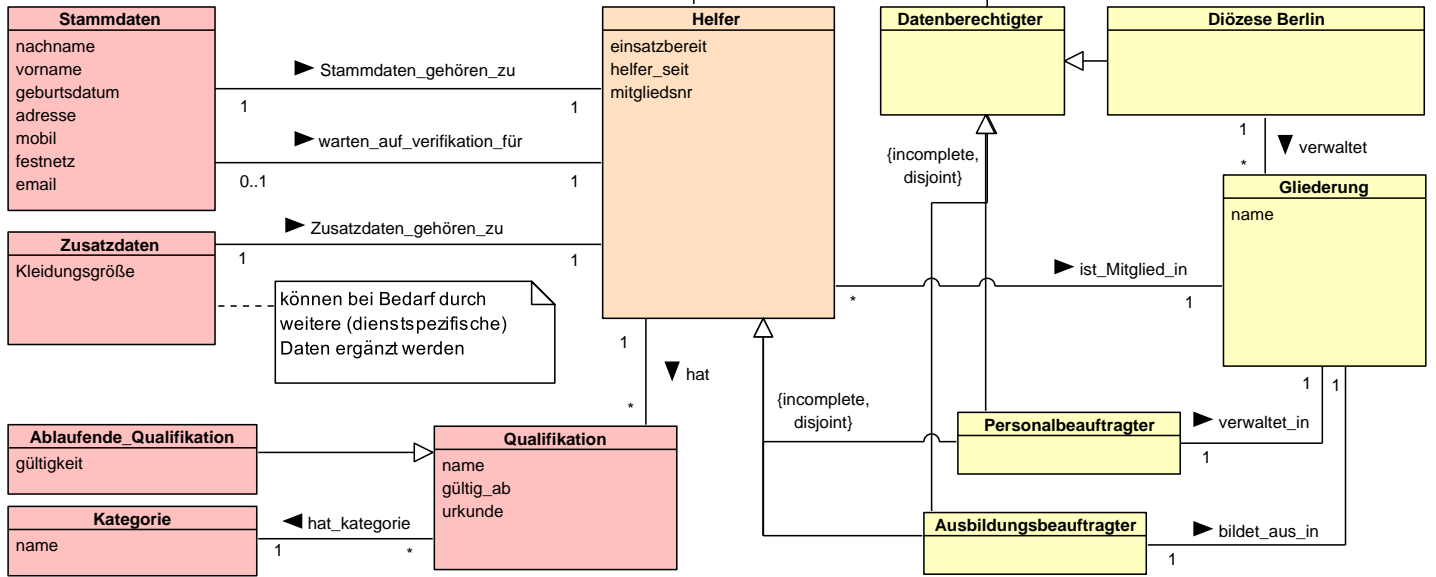 Stammdaten
nachname
vorname
geburtsdatum
adresse
mobil
festnetz
email
Stammdaten_gehören_zu
1
1
warten_auf_verifikation_für
0..1
1
Zusatzdaten
Kleidungsgröße
Zusatzdaten_gehören_zu
1
1
können bei Bedarf durch
weitere (dienstspezifische)
Daten ergänzt werden
Helfer
einsatzbereit
helfer_seit
mitgliedsnr
Datenberechtigter
Diözese Berlin
{incomplete,
disjoint}
1
verwaltet
*
Gliederung
name
ist_Mitglied_in
*
1
1
hat
*
{incomplete,
disjoint}
1
1
Personalbeauftragter
verwaltet_in
1
Ausbildungsbeauftragter
bildet_aus_in
1
Ablaufende_Qualifikation
gültigkeit
Qualifikation
name
gültig_ab
urkunde
Kategorie
name
hat_kategorie
1
*